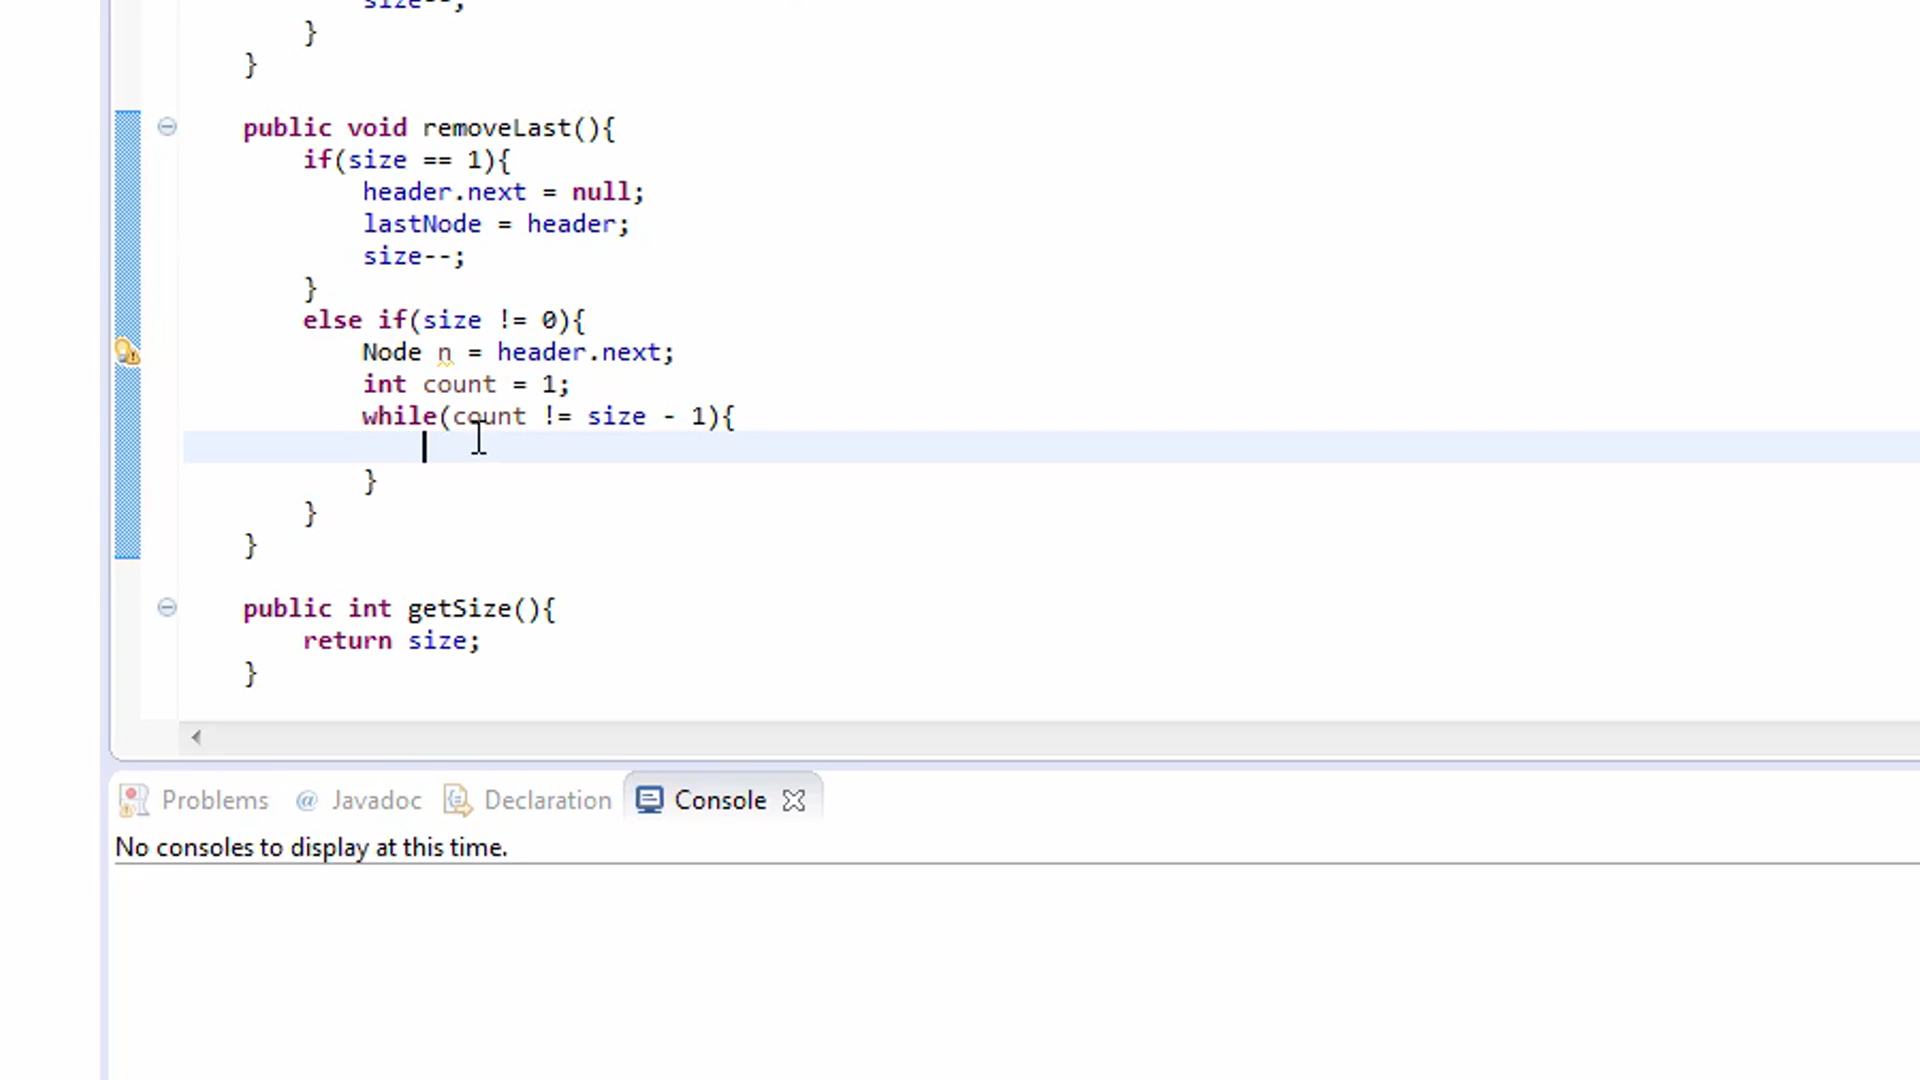 size--;
}
}
public void removeLast(){
if(size == 1){
header.next = null;
lastNode = header;
size--;
}
else if(size != 0){
Node n = header.next;
int count = 1;
while(count != size - 1){
}
}
}
public int getSize(){
return size;
}
Problems @ Javadoc Declaration Console
No consoles to display at this time.